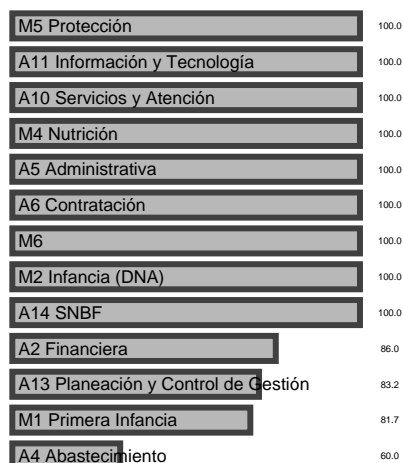 M5 Protección 100.0
A11 Información y Tecnología 100.0
A10 Servicios y Atención 100.0
M4 Nutrición 100.0
A5 Administrativa 100.0
A6 Contratación 100.0
M6 100.0
M2 Infancia (DNA) 100.0
A14 SNBF 100.0
A2 Financiera 86.0
A13 Planeación y Control de Gestión 83.2
M1 Primera Infancia 81.7
A4 Abastecimiento 60.0